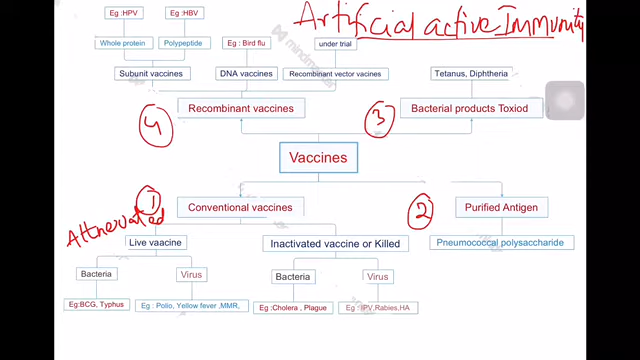 Artificial active Immunity
Eg :HPV
Eg :HBV
Whole protein
Polypeptide
Eg : Bird flu
under trial
Subunit vaccines
DNA vaccines
Recombinant vector vaccines
Tetanus, Diphtheria
4
Recombinant vaccines
3
Bacterial products Toxiod
Vaccines
1
Conventional vaccines
2
Purified Antigen
Attnevated
Live vaacine
Inactivated vaccine or Killed
Pneumococcal polysaccharide
Bacteria
Virus
Bacteria
Virus
Eg:BCG, Typhus
Eg : Polio, Yellow fever ,MMR,
Eg :Cholera , Plague
Eg : IPV,Rabies,HA